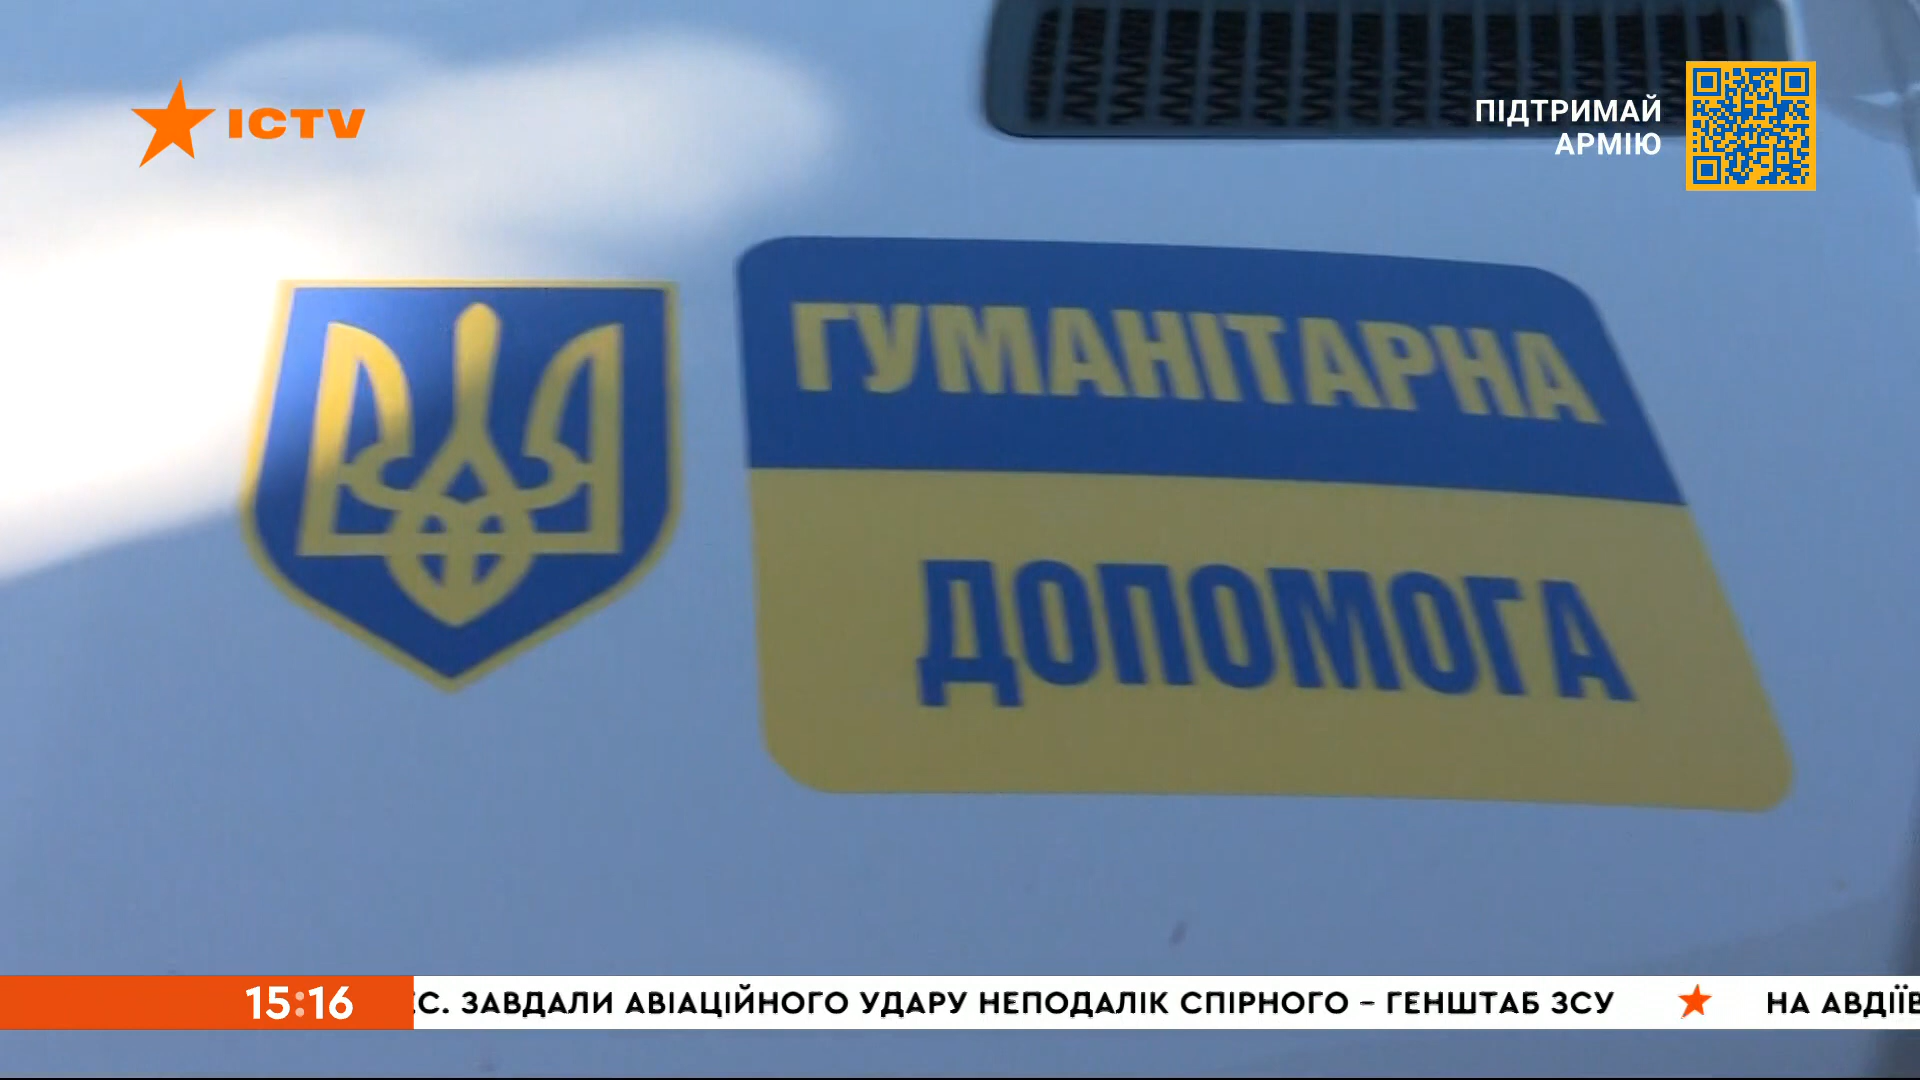 ICTV
ПІДТРИМАЙ
АРМІЮ
ГУМАНІТАРНА
ДОПОМОГА
15:16
ЗАВДАЛИ АВІАЦІЙНОГО УДАРУ НЕПОДАЛІК СПІРНОГО – ГЕНШТАБ ЗСУ
НА